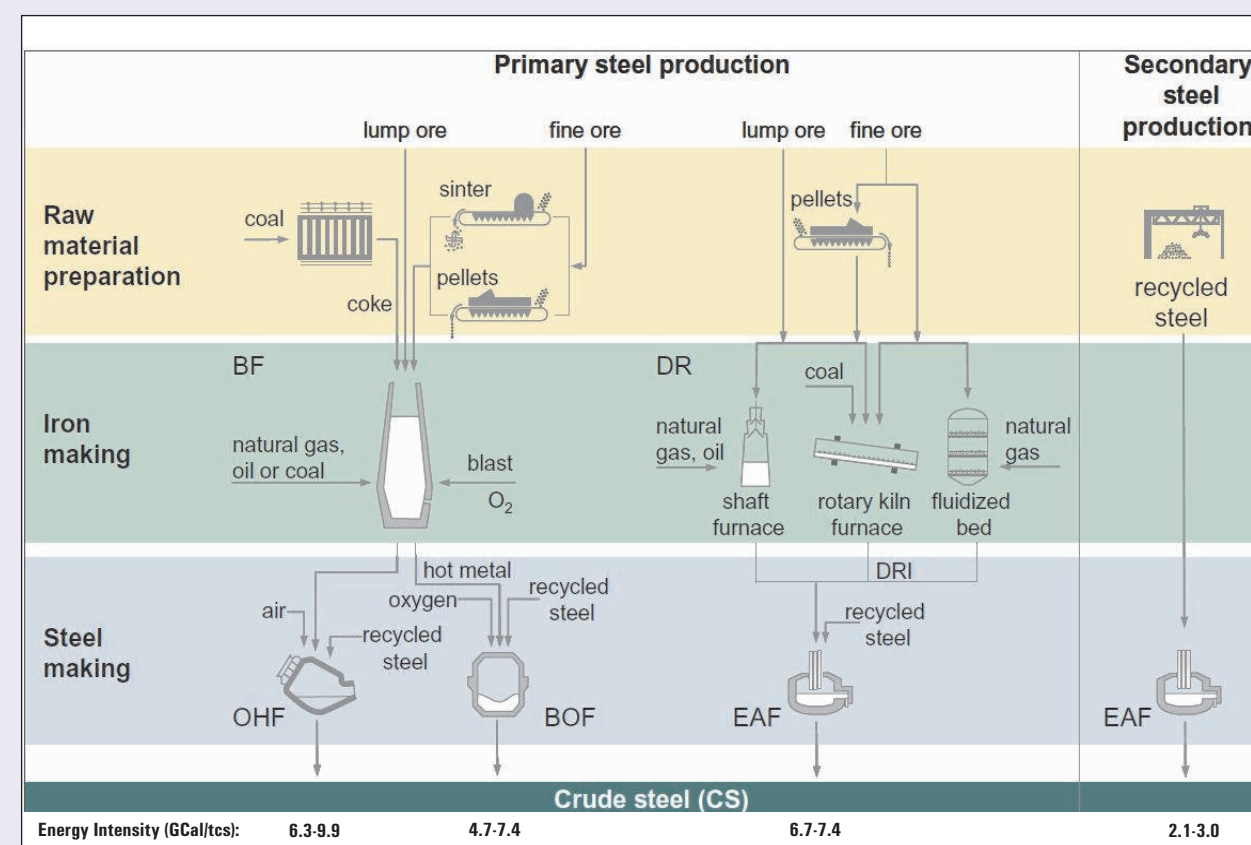 Primary steel production
Secondary
steel
production
lump ore
fine ore
lump ore
fine ore
Raw
material
preparation
coal
sinter
pellets
coke
pellets
recycled
steel
Iron
making
BF
natural gas,
oil or coal
blast
O₂
DR
coal
natural
gas, oil
natural
gas
shaft
furnace
rotary kiln
furnace
fluidized
bed
Steel
making
hot metal
air
oxygen
recycled
steel
recycled
steel
DRI
recycled
steel
OHF
BOF
EAF
EAF
Crude steel (CS)
Energy Intensity (GCal/tcs): 6.3-9.9 4.7-7.4 6.7-7.4 2.1-3.0